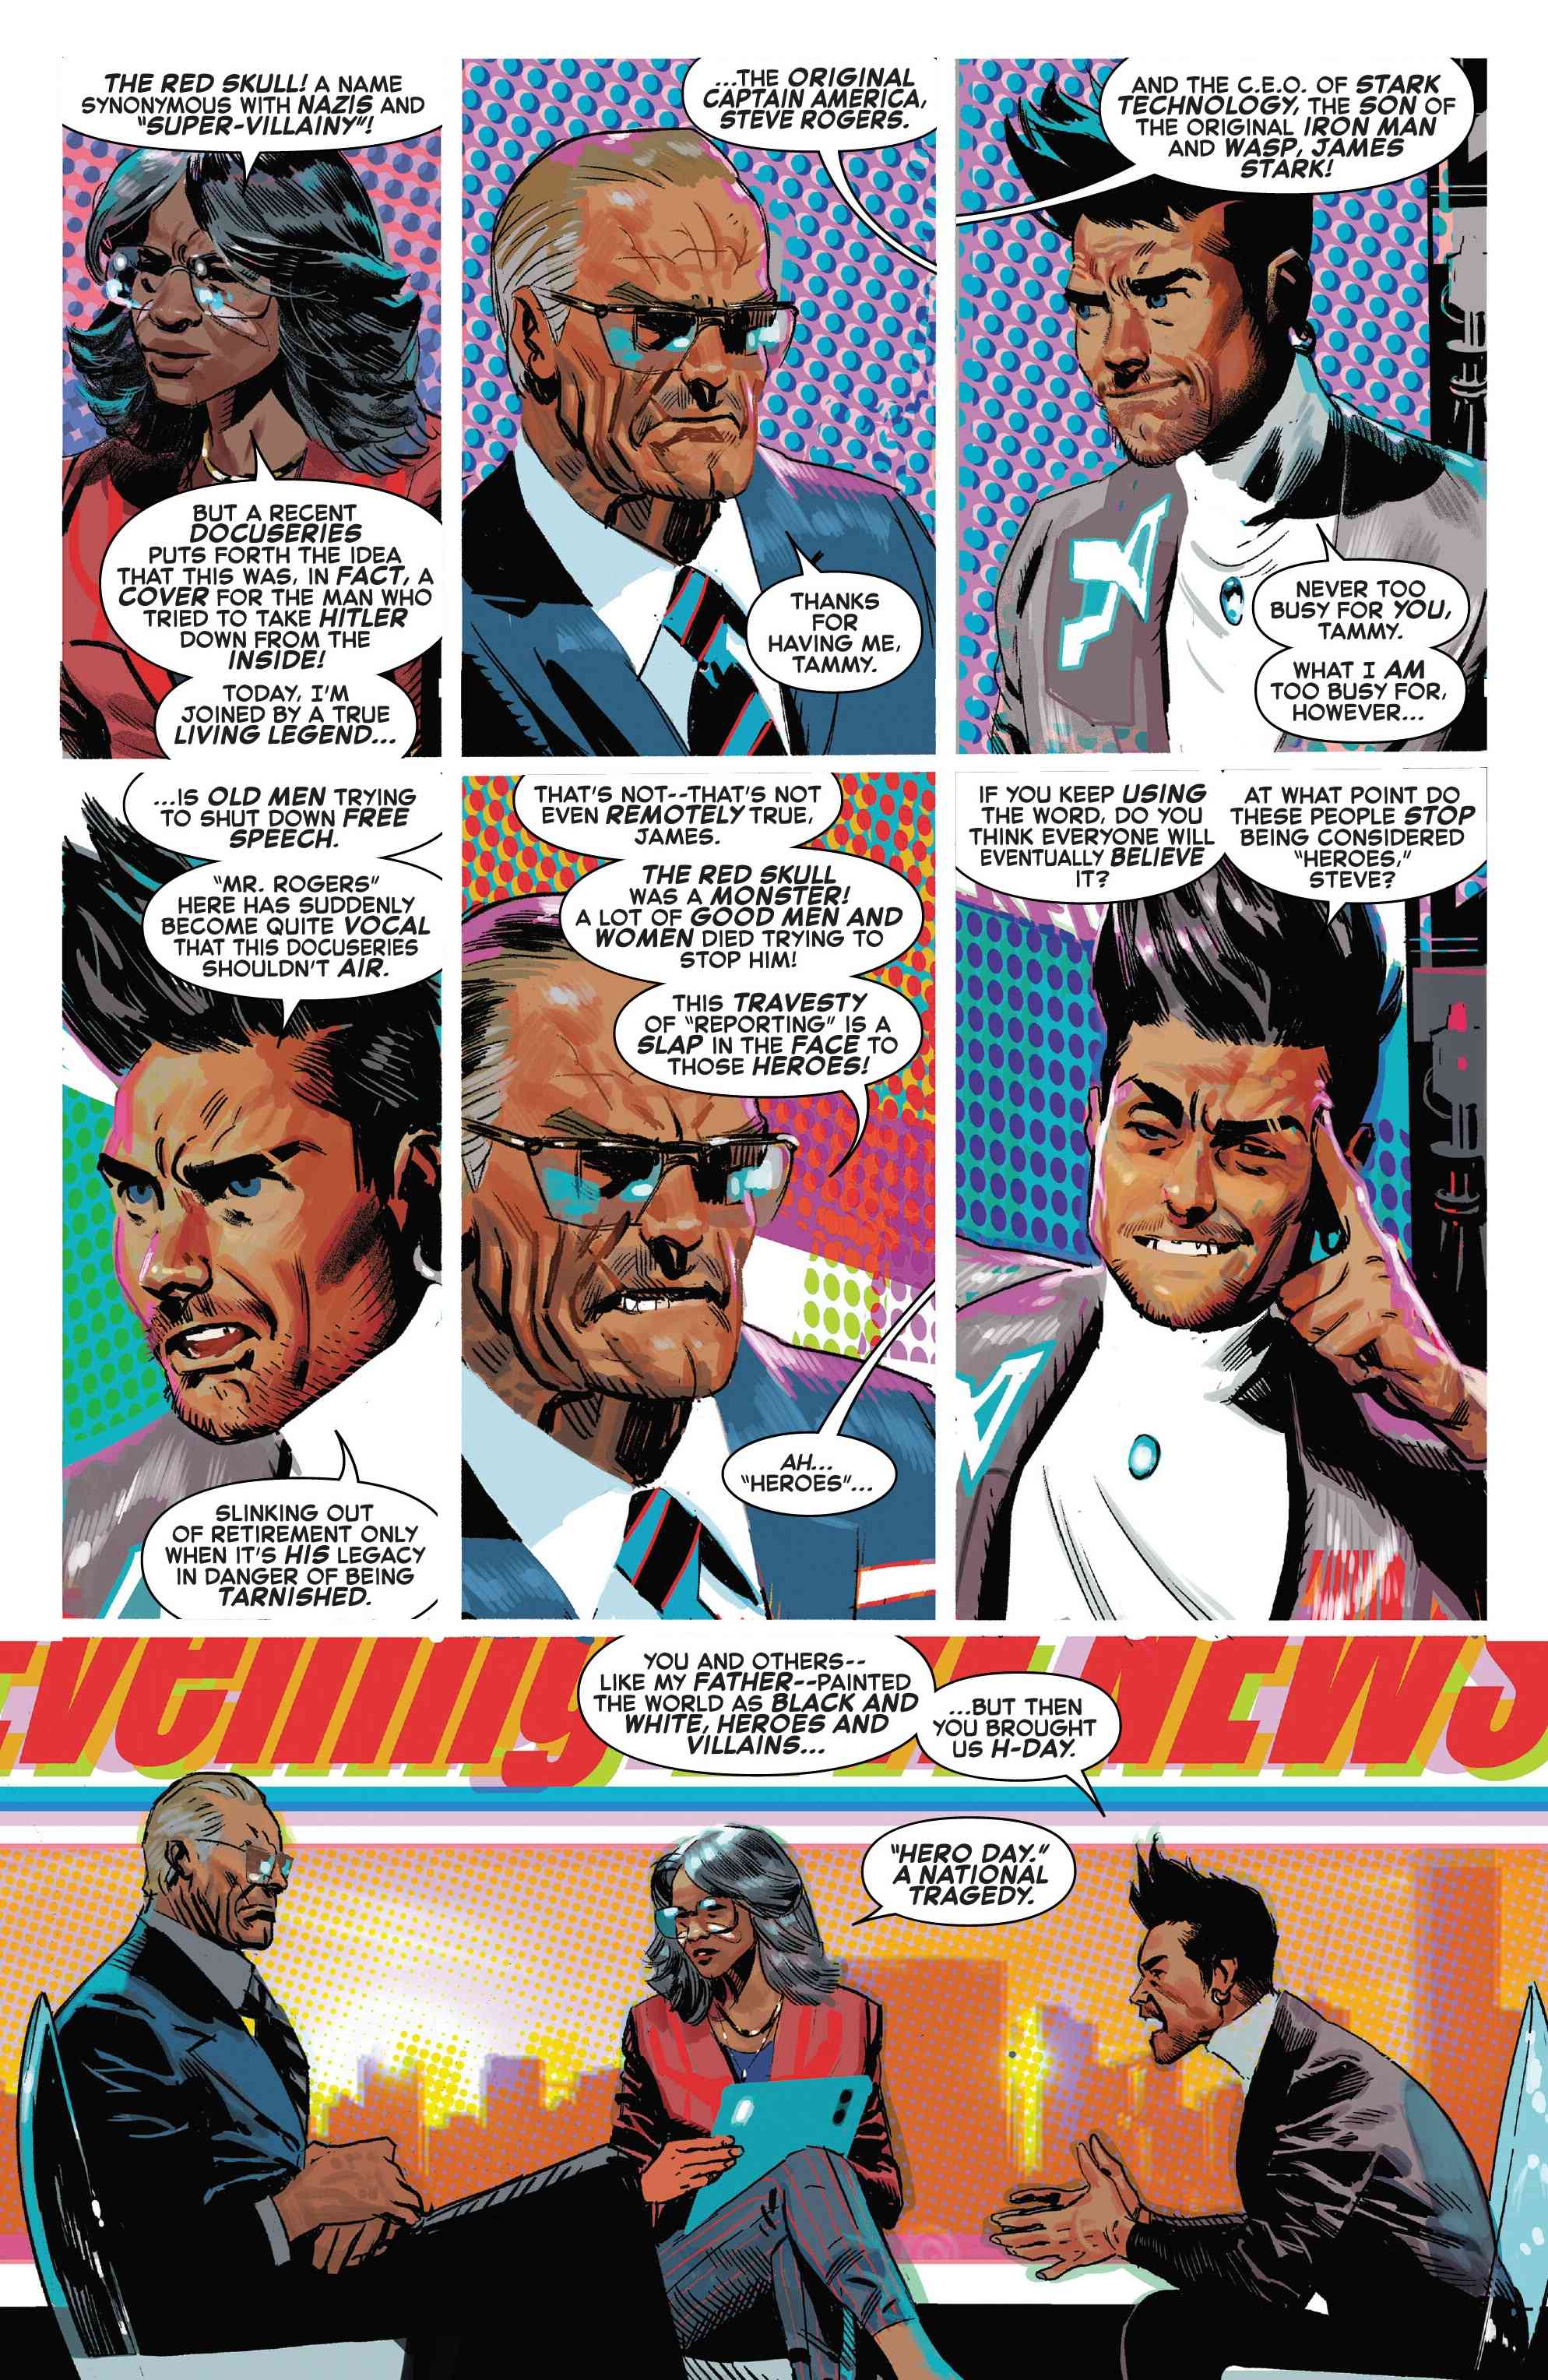 THE RED SKULL! A NAME
SYNONYMOUS WITH NAZIS AND
"SUPER-VILLAINY"!
BUT A RECENT
DOCUSERIES
PUTS FORTH THE IDEA
THAT THIS WAS, IN FACT, A
COVER FOR THE MAN WHO
TRIED TO TAKE HITLER
DOWN FROM THE
INSIDE!
TODAY, I'M
JOINED BY A TRUE
LIVING LEGEND...
...THE ORIGINAL
CAPTAIN AMERICA,
STEVE ROGERS.
THANKS
FOR
HAVING ME,
TAMMY.
AND THE C.E.O. OF STARK
TECHNOLOGY, THE SON OF
THE ORIGINAL IRON MAN
AND WASP, JAMES
STARK!
NEVER TOO
BUSY FOR YOU,
TAMMY.
WHAT I AM
TOO BUSY FOR,
HOWEVER...
...IS OLD MEN TRYING
TO SHUT DOWN FREE
SPEECH.
"MR. ROGERS"
HERE HAS SUDDENLY
BECOME QUITE VOCAL
THAT THIS DOCUSERIES
SHOULDN'T AIR.
SLINKING OUT
OF RETIREMENT ONLY
WHEN IT'S HIS LEGACY
IN DANGER OF BEING
TARNISHED.
THAT'S NOT--THAT'S NOT
EVEN REMOTELY TRUE,
JAMES.
THE RED SKULL
WAS A MONSTER!
A LOT OF GOOD MEN AND
WOMEN DIED TRYING TO
STOP HIM!
THIS TRAVESTY
OF "REPORTING" IS A
SLAP IN THE FACE TO
THOSE HEROES!
AH...
"HEROES"...
IF YOU KEEP USING
THE WORD, DO YOU
THINK EVERYONE WILL
EVENTUALLY BELIEVE
IT?
AT WHAT POINT DO
THESE PEOPLE STOP
BEING CONSIDERED
"HEROES,"
STEVE?
Evening
NEWS
YOU AND OTHERS--
LIKE MY FATHER--PAINTED
THE WORLD AS BLACK AND
WHITE, HEROES AND
VILLAINS...
...BUT THEN
YOU BROUGHT
US H-DAY.
"HERO DAY."
A NATIONAL
TRAGEDY.